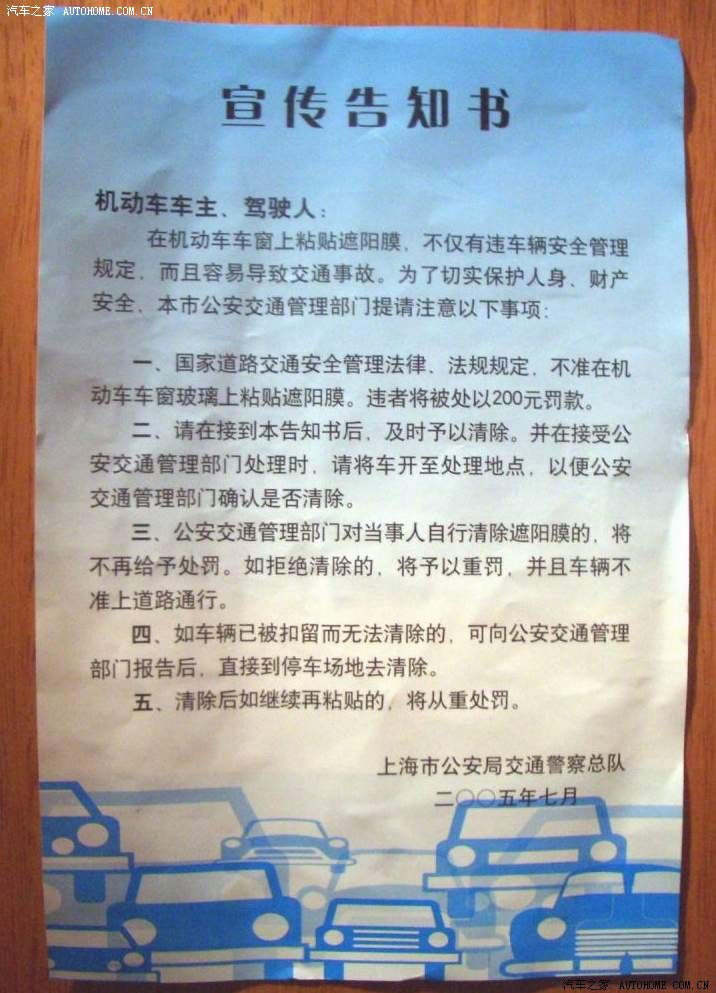 汽车之家 AUTOHOME.COM.CN
宣传告知书
机动车车主、驾驶人：
在机动车车窗上粘贴遮阳膜，不仅有违车辆安全管理
规定，而且容易导致交通事故。为了切实保护人身、财产
安全，本市公安交通管理部门提请注意以下事项：
一、国家道路交通安全管理法律、法规规定，不准在机
动车车窗玻璃上粘贴遮阳膜。违者将被处以200元罚款。
二、请在接到本告知书后，及时予以清除。并在接受公
安交通管理部门处理时，请将车开至处理地点，以便公安
交通管理部门确认是否清除。
三、公安交通管理部门对当事人自行清除遮阳膜的，将
不再给予处罚。如拒绝清除的，将予以重罚，并且车辆不
准上道路通行。
四、如车辆已被扣留而无法清除的，可向公安交通管理
部门报告后，直接到停车场地去清除。
五、清除后如继续再粘贴的，将从重处罚。
上海市公安局交通警察总队
二〇〇五年七月
汽车之家 AUTOHOME.COM.CN